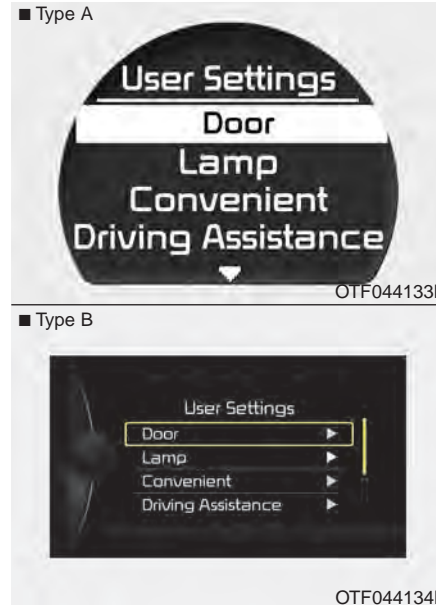 ■ Type A
User Settings
Door
Lamp
Convenient
Driving Assistance
OTF044133
■ Type B
User Settings
Door
Lamp
Convenient
Driving Assistance
OTF044134